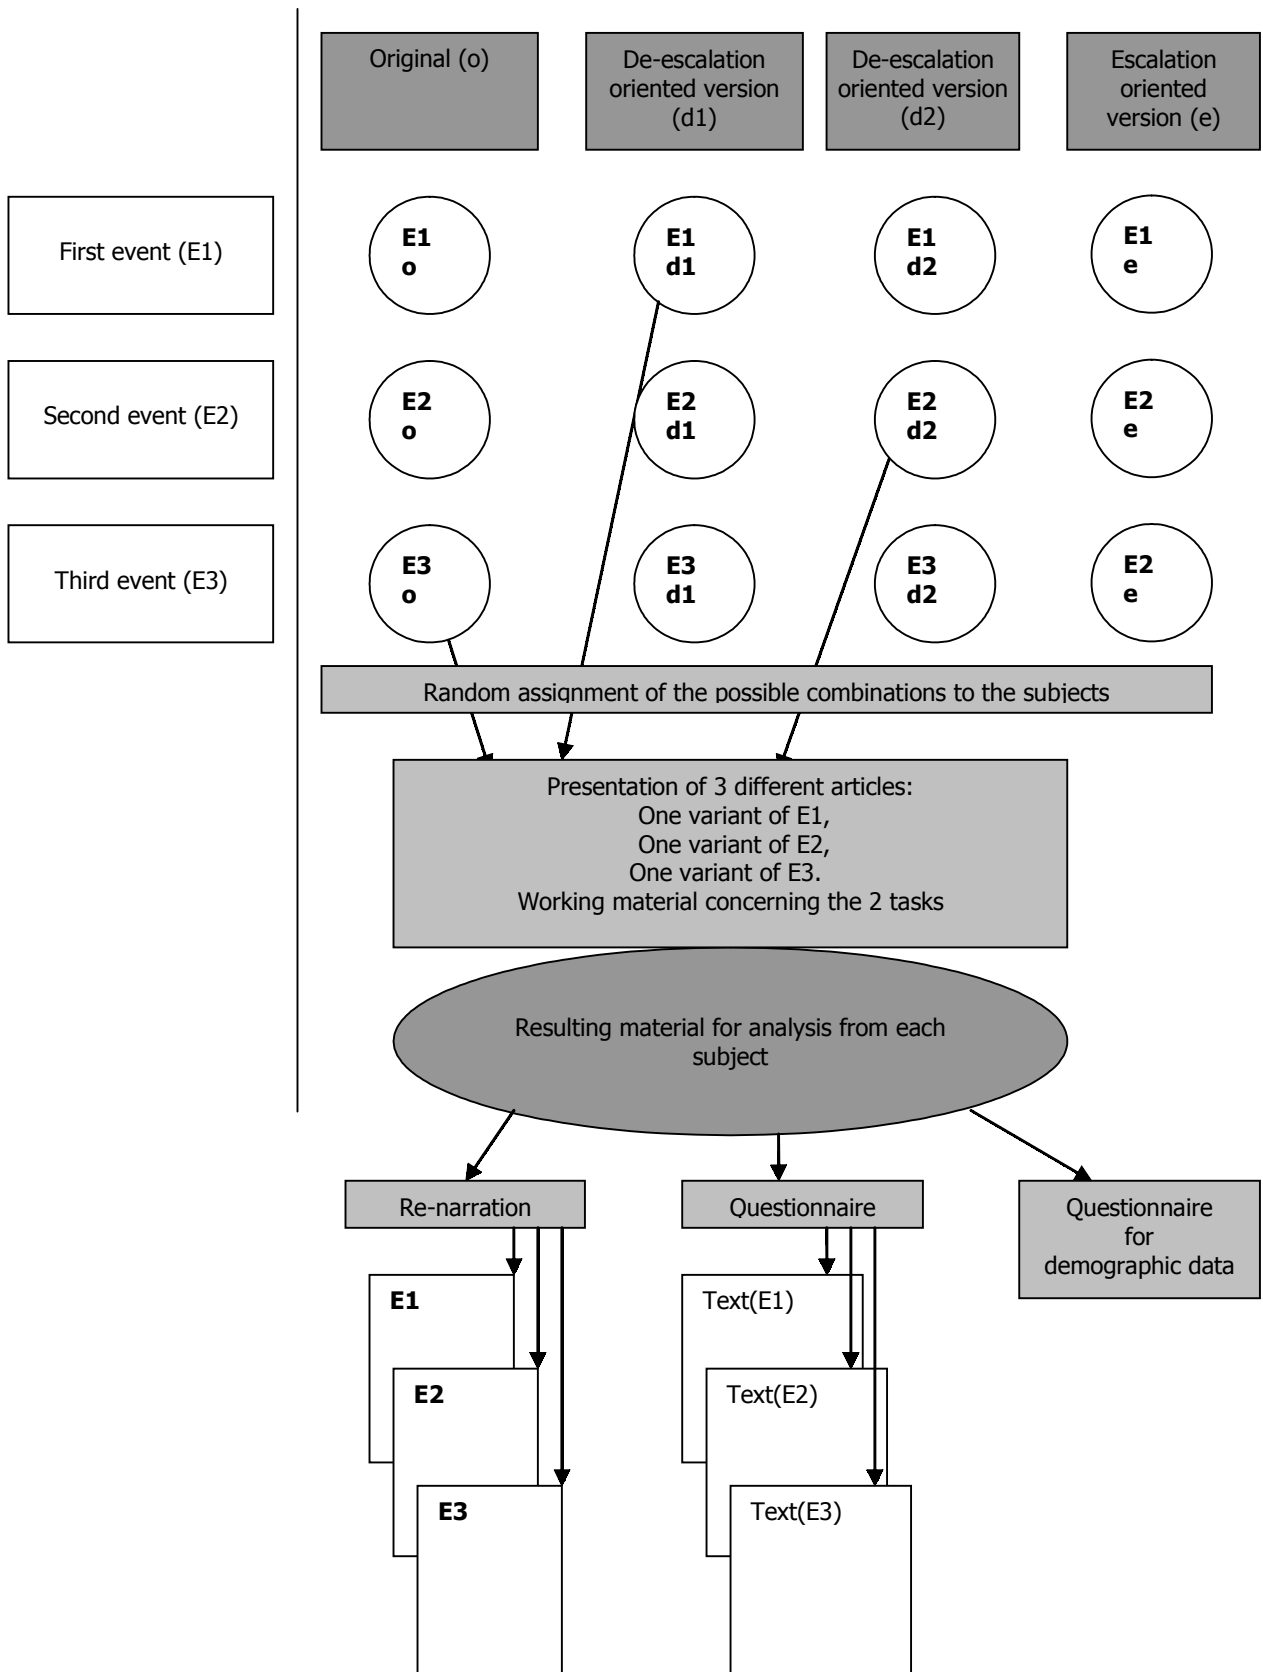 Original (o)
De-escalation
oriented version
(d1)
De-escalation
oriented version
(d2)
Escalation
oriented
version (e)
First event (E1)
E1
o
E1
d1
E1
d2
E1
e
Second event (E2)
E2
o
E2
d1
E2
d2
E2
e
Third event (E3)
E3
o
E3
d1
E3
d2
E2
e
Random assignment of the possible combinations to the subjects
Presentation of 3 different articles:
One variant of E1,
One variant of E2,
One variant of E3.
Working material concerning the 2 tasks
Resulting material for analysis from each
subject
Re-narration
Questionnaire
Questionnaire
for
demographic data
E1
E2
E3
Text(E1)
Text(E2)
Text(E3)